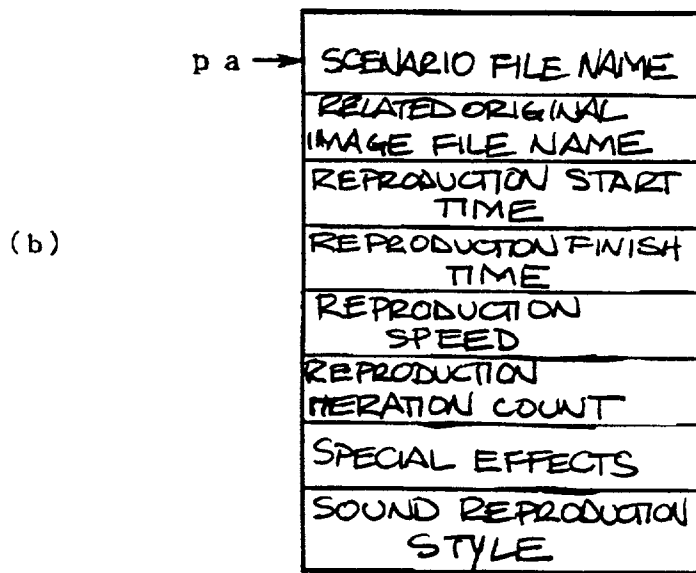 p a
SCENARIO FILE NAME
RELATED ORIGINAL
IMAGE FILE NAME
REPRODUCTION START
TIME
(b)
REPRODUCTION FINISH
TIME
REPRODUCTION
SPEED
REPRODUCTION
ITERATION COUNT
SPECIAL EFFECTS
SOUND REPRODUCTION
STYLE